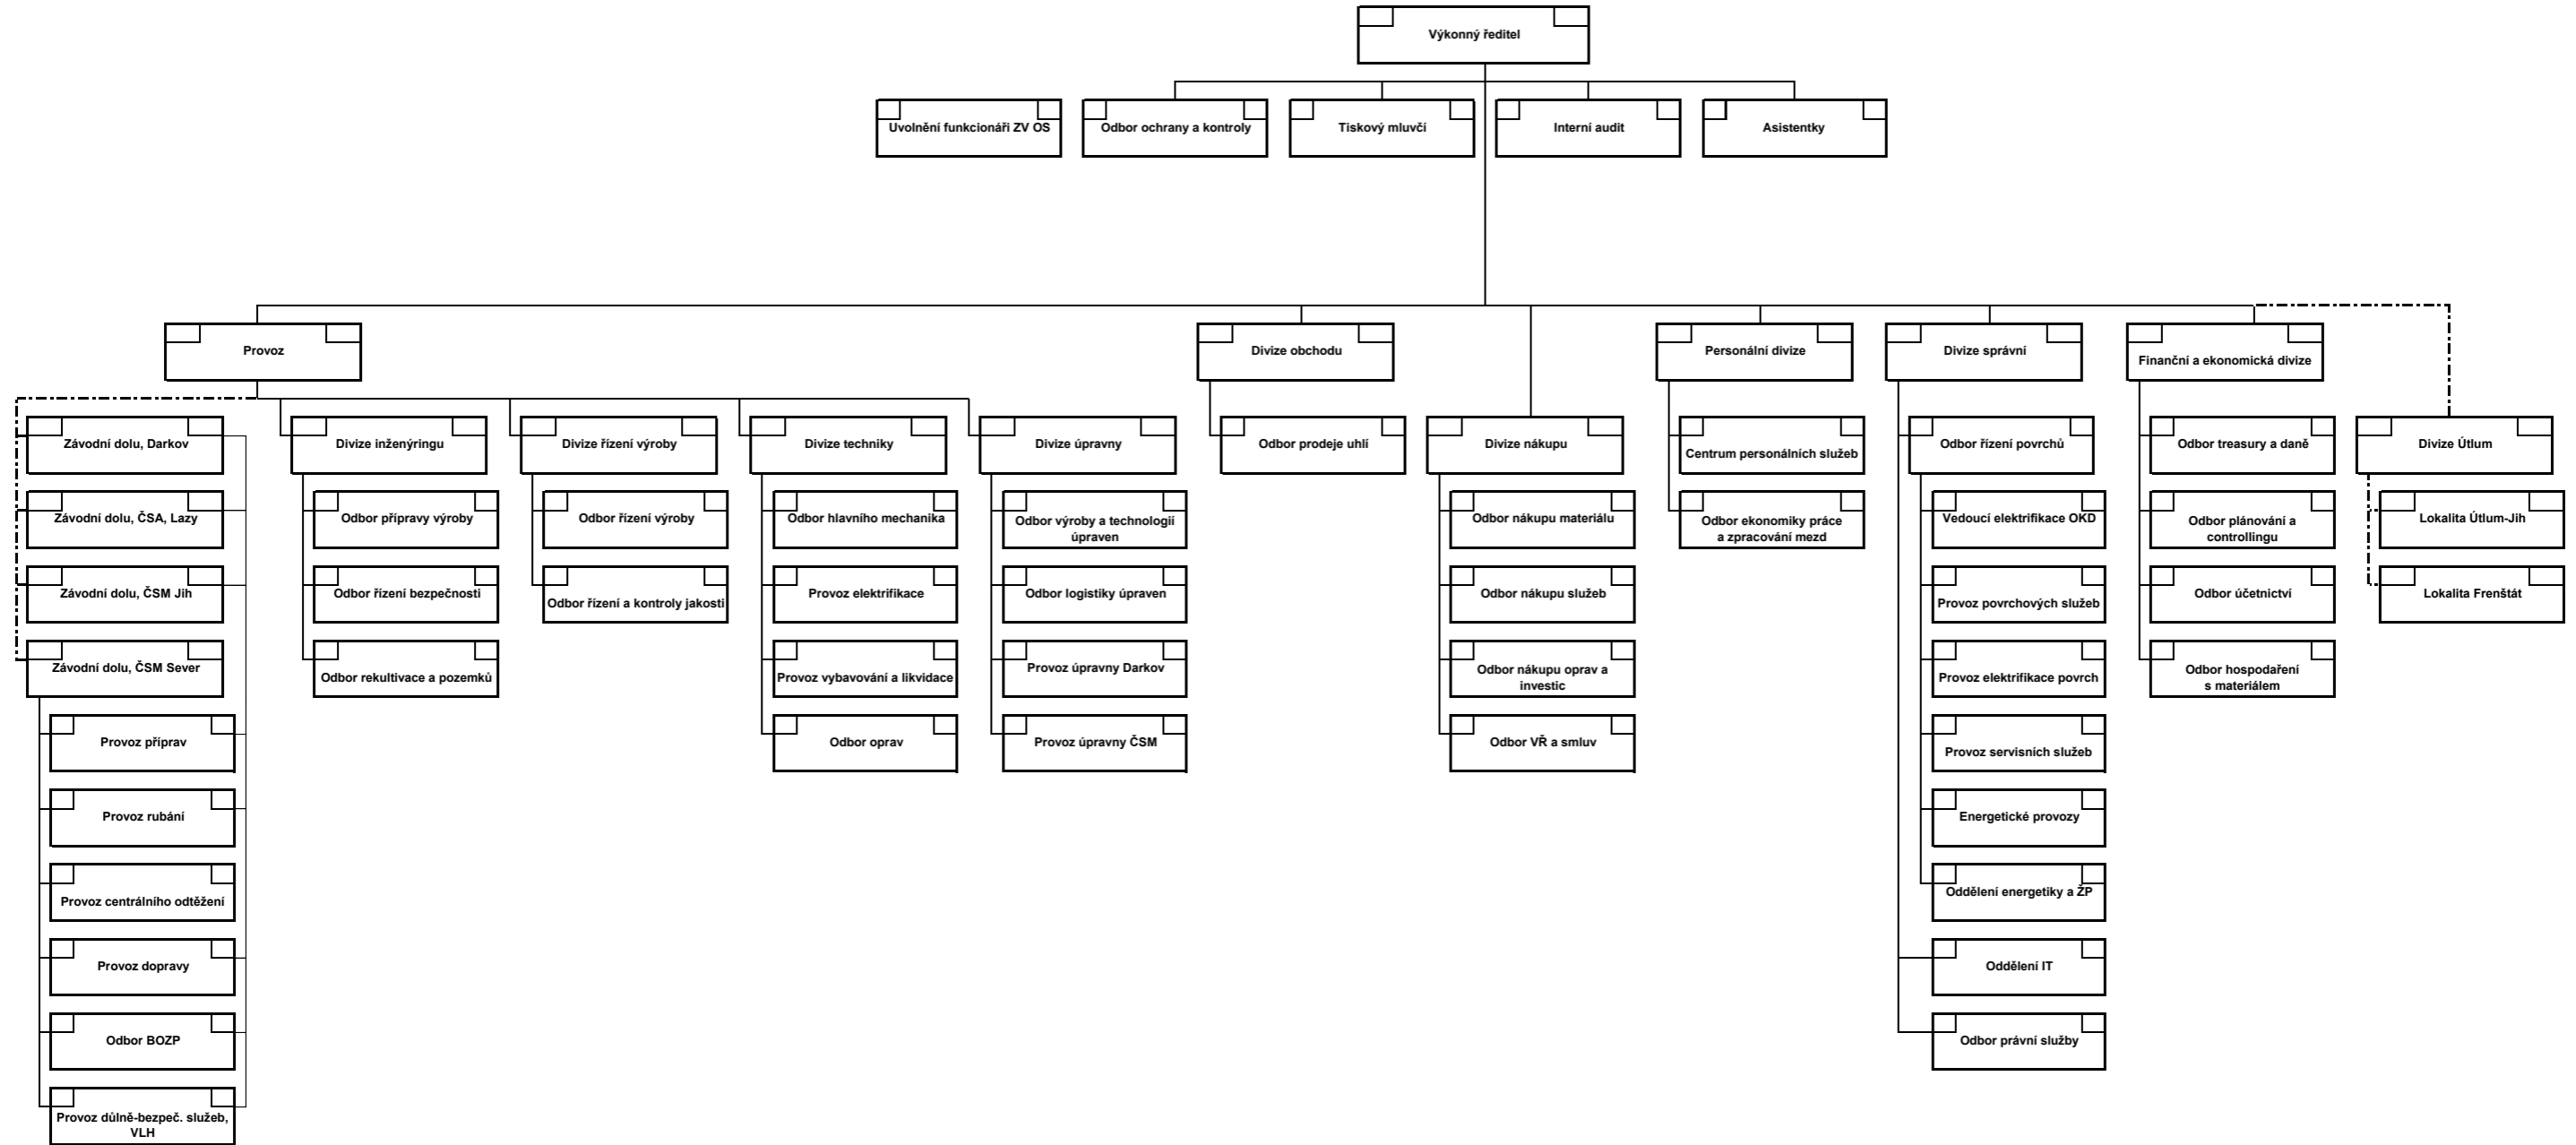 Výkonný ředitel
Uvolnění funkcionáři ZV OS
Odbor ochrany a kontroly
Tiskový mluvčí
Interní audit
Asistentky
Provoz
Divize obchodu
Personální divize
Divize správní
Finanční a ekonomická divize
Závodní dolu, Darkov
Divize inženýringu
Divize řízení výroby
Divize techniky
Divize úpravny
Odbor prodeje uhlí
Divize nákupu
Centrum personálních služeb
Odbor řízení povrchů
Odbor treasury a daně
Divize Útlum
Závodní dolu, ČSA, Lazy
Odbor přípravy výroby
Odbor řízení výroby
Odbor hlavního mechanika
Odbor výroby a technologií
úpraven
Odbor nákupu materiálu
Odbor ekonomiky práce
a zpracování mezd
Vedoucí elektrifikace OKD
Odbor plánování a
controllingu
Lokalita Útlum-Jih
Závodní dolu, ČSM Jih
Odbor řízení bezpečnosti
Odbor řízení a kontroly jakosti
Provoz elektrifikace
Odbor logistiky úpraven
Odbor nákupu služeb
Provoz povrchových služeb
Odbor účetnictví
Lokalita Frenštát
Závodní dolu, ČSM Sever
Odbor rekultivace a pozemků
Provoz vybavování a likvidace
Provoz úpravny Darkov
Odbor nákupu oprav a
investic
Provoz elektrifikace povrch
Odbor hospodaření
s materiálem
Provoz příprav
Odbor oprav
Provoz úpravny ČSM
Odbor VŘ a smluv
Provoz servisních služeb
Provoz rubání
Energetické provozy
Provoz centrálního odtěžení
Oddělení energetiky a ŽP
Provoz dopravy
Oddělení IT
Odbor BOZP
Odbor právní služby
Provoz důlně-bezpeč. služeb,
VLH